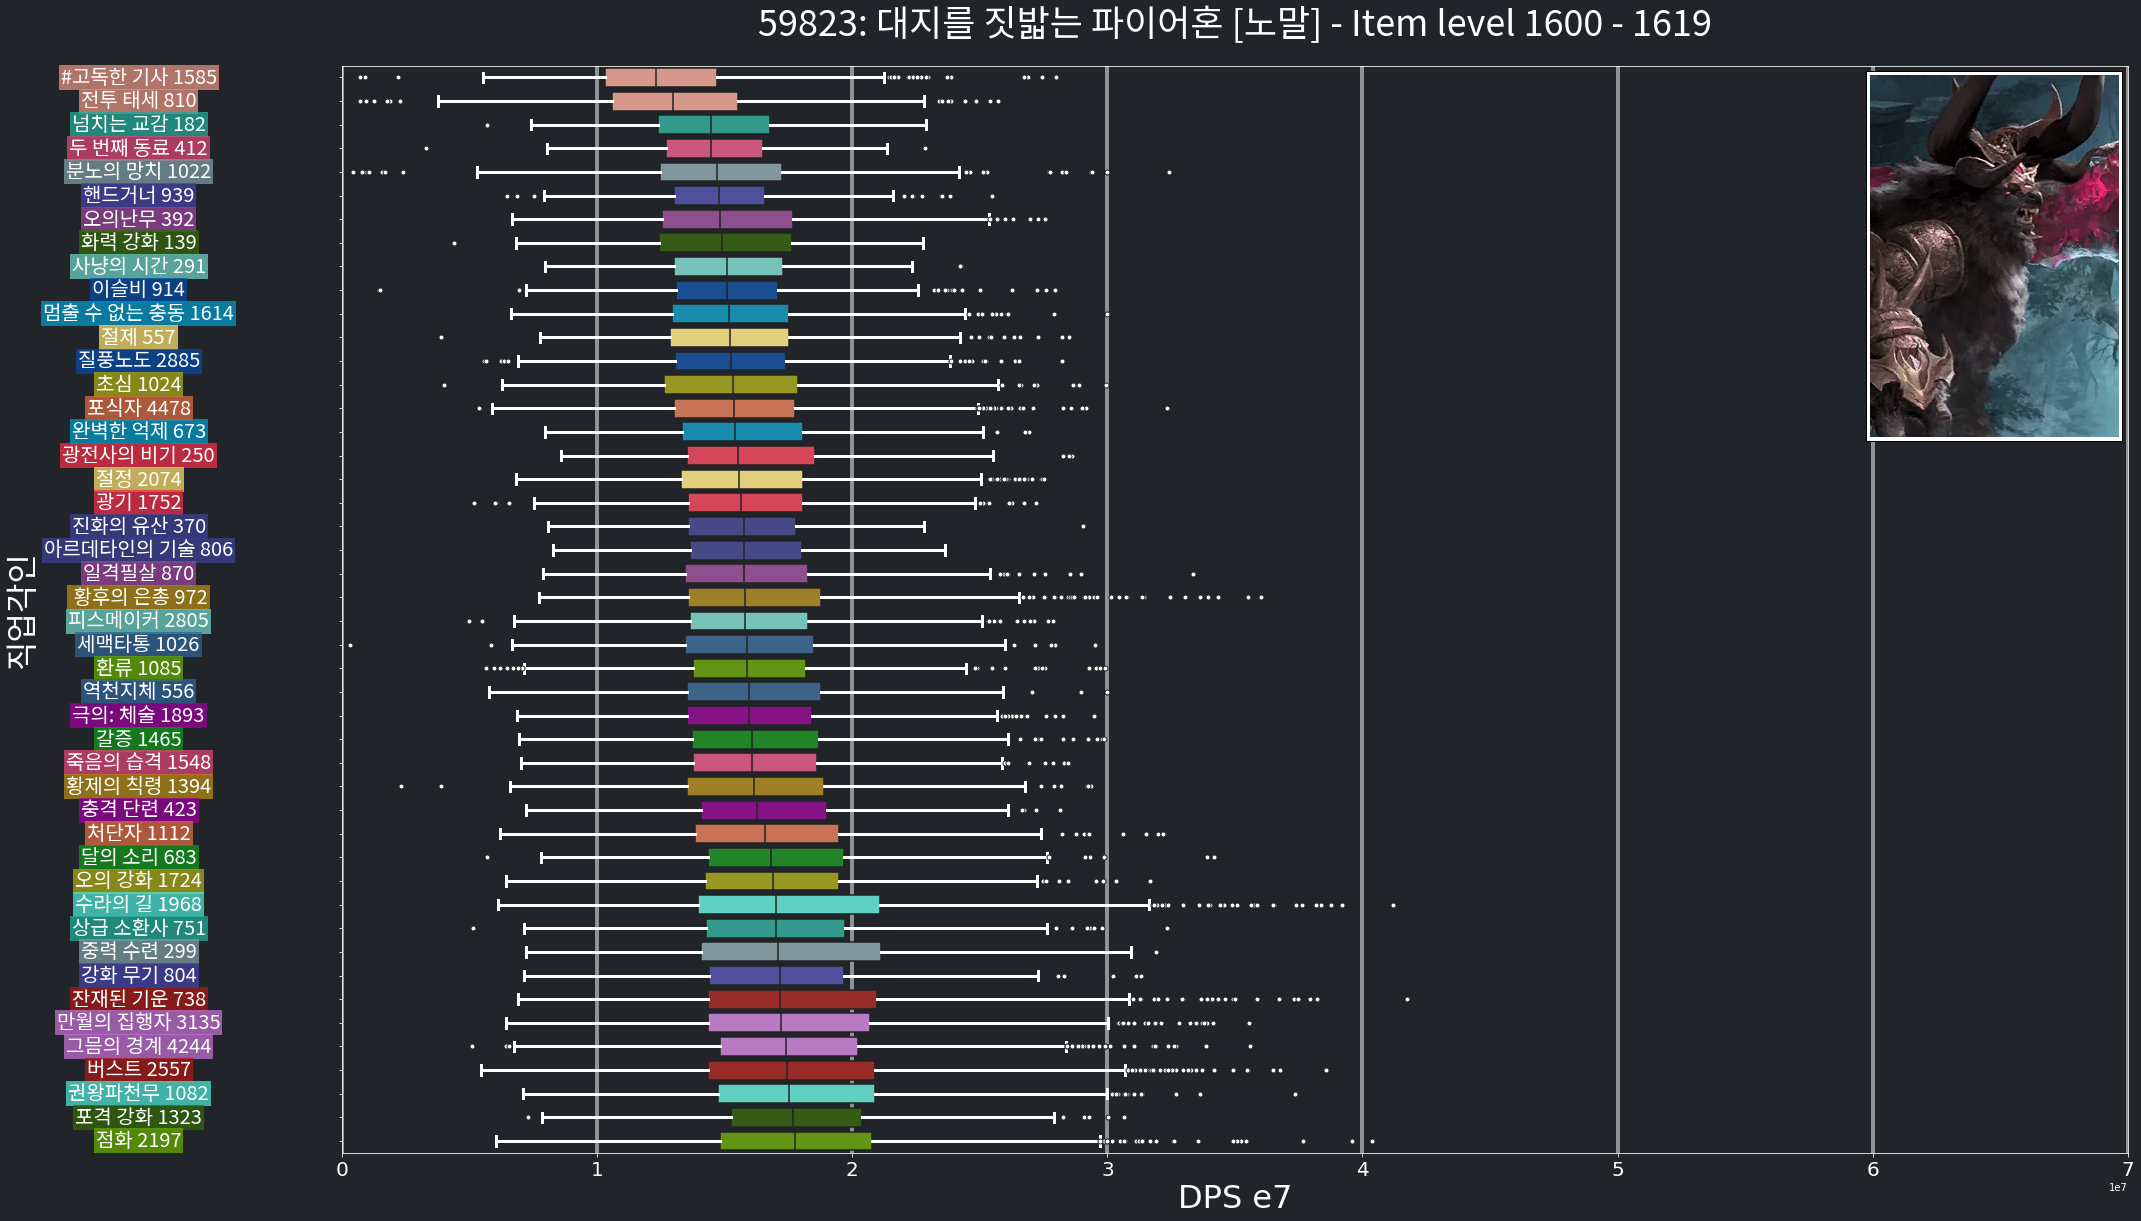 59823: 대지를 짓밟는 파이어혼 [노말] - Item level 1600 - 1619
#고독한 기사 1585
전투 태세 810
넘치는 교감 182
두 번째 동료 412
분노의 망치 1022
핸드거너 939
오의난무 392
화력 강화 139
사냥의 시간 291
이슬비 914
멈출 수 없는 충동 1614
절제 557
질풍노도 2885
초심 1024
포식자 4478
완벽한 억제 673
광전사의 비기 250
절정 2074
광기 1752
진화의 유산 370
아르데타인의 기술 806
일격필살 870
황후의 은총 972
피스메이커 2805
세맥타통 1026
환류 1085
역천지체 556
극의: 체술 1893
갈증 1465
죽음의 습격 1548
황제의 칙령 1394
충격 단련 423
처단자 1112
달의 소리 683
오의 강화 1724
수라의 길 1968
상급 소환사 751
중력 수련 299
강화 무기 804
잔재된 기운 738
만월의 집행자 3135
그믐의 경계 4244
버스트 2557
권왕파천무 1082
포격 강화 1323
점화 2197
직업각인
0 1 2 3 4 5 6 7
DPS e7
1e7